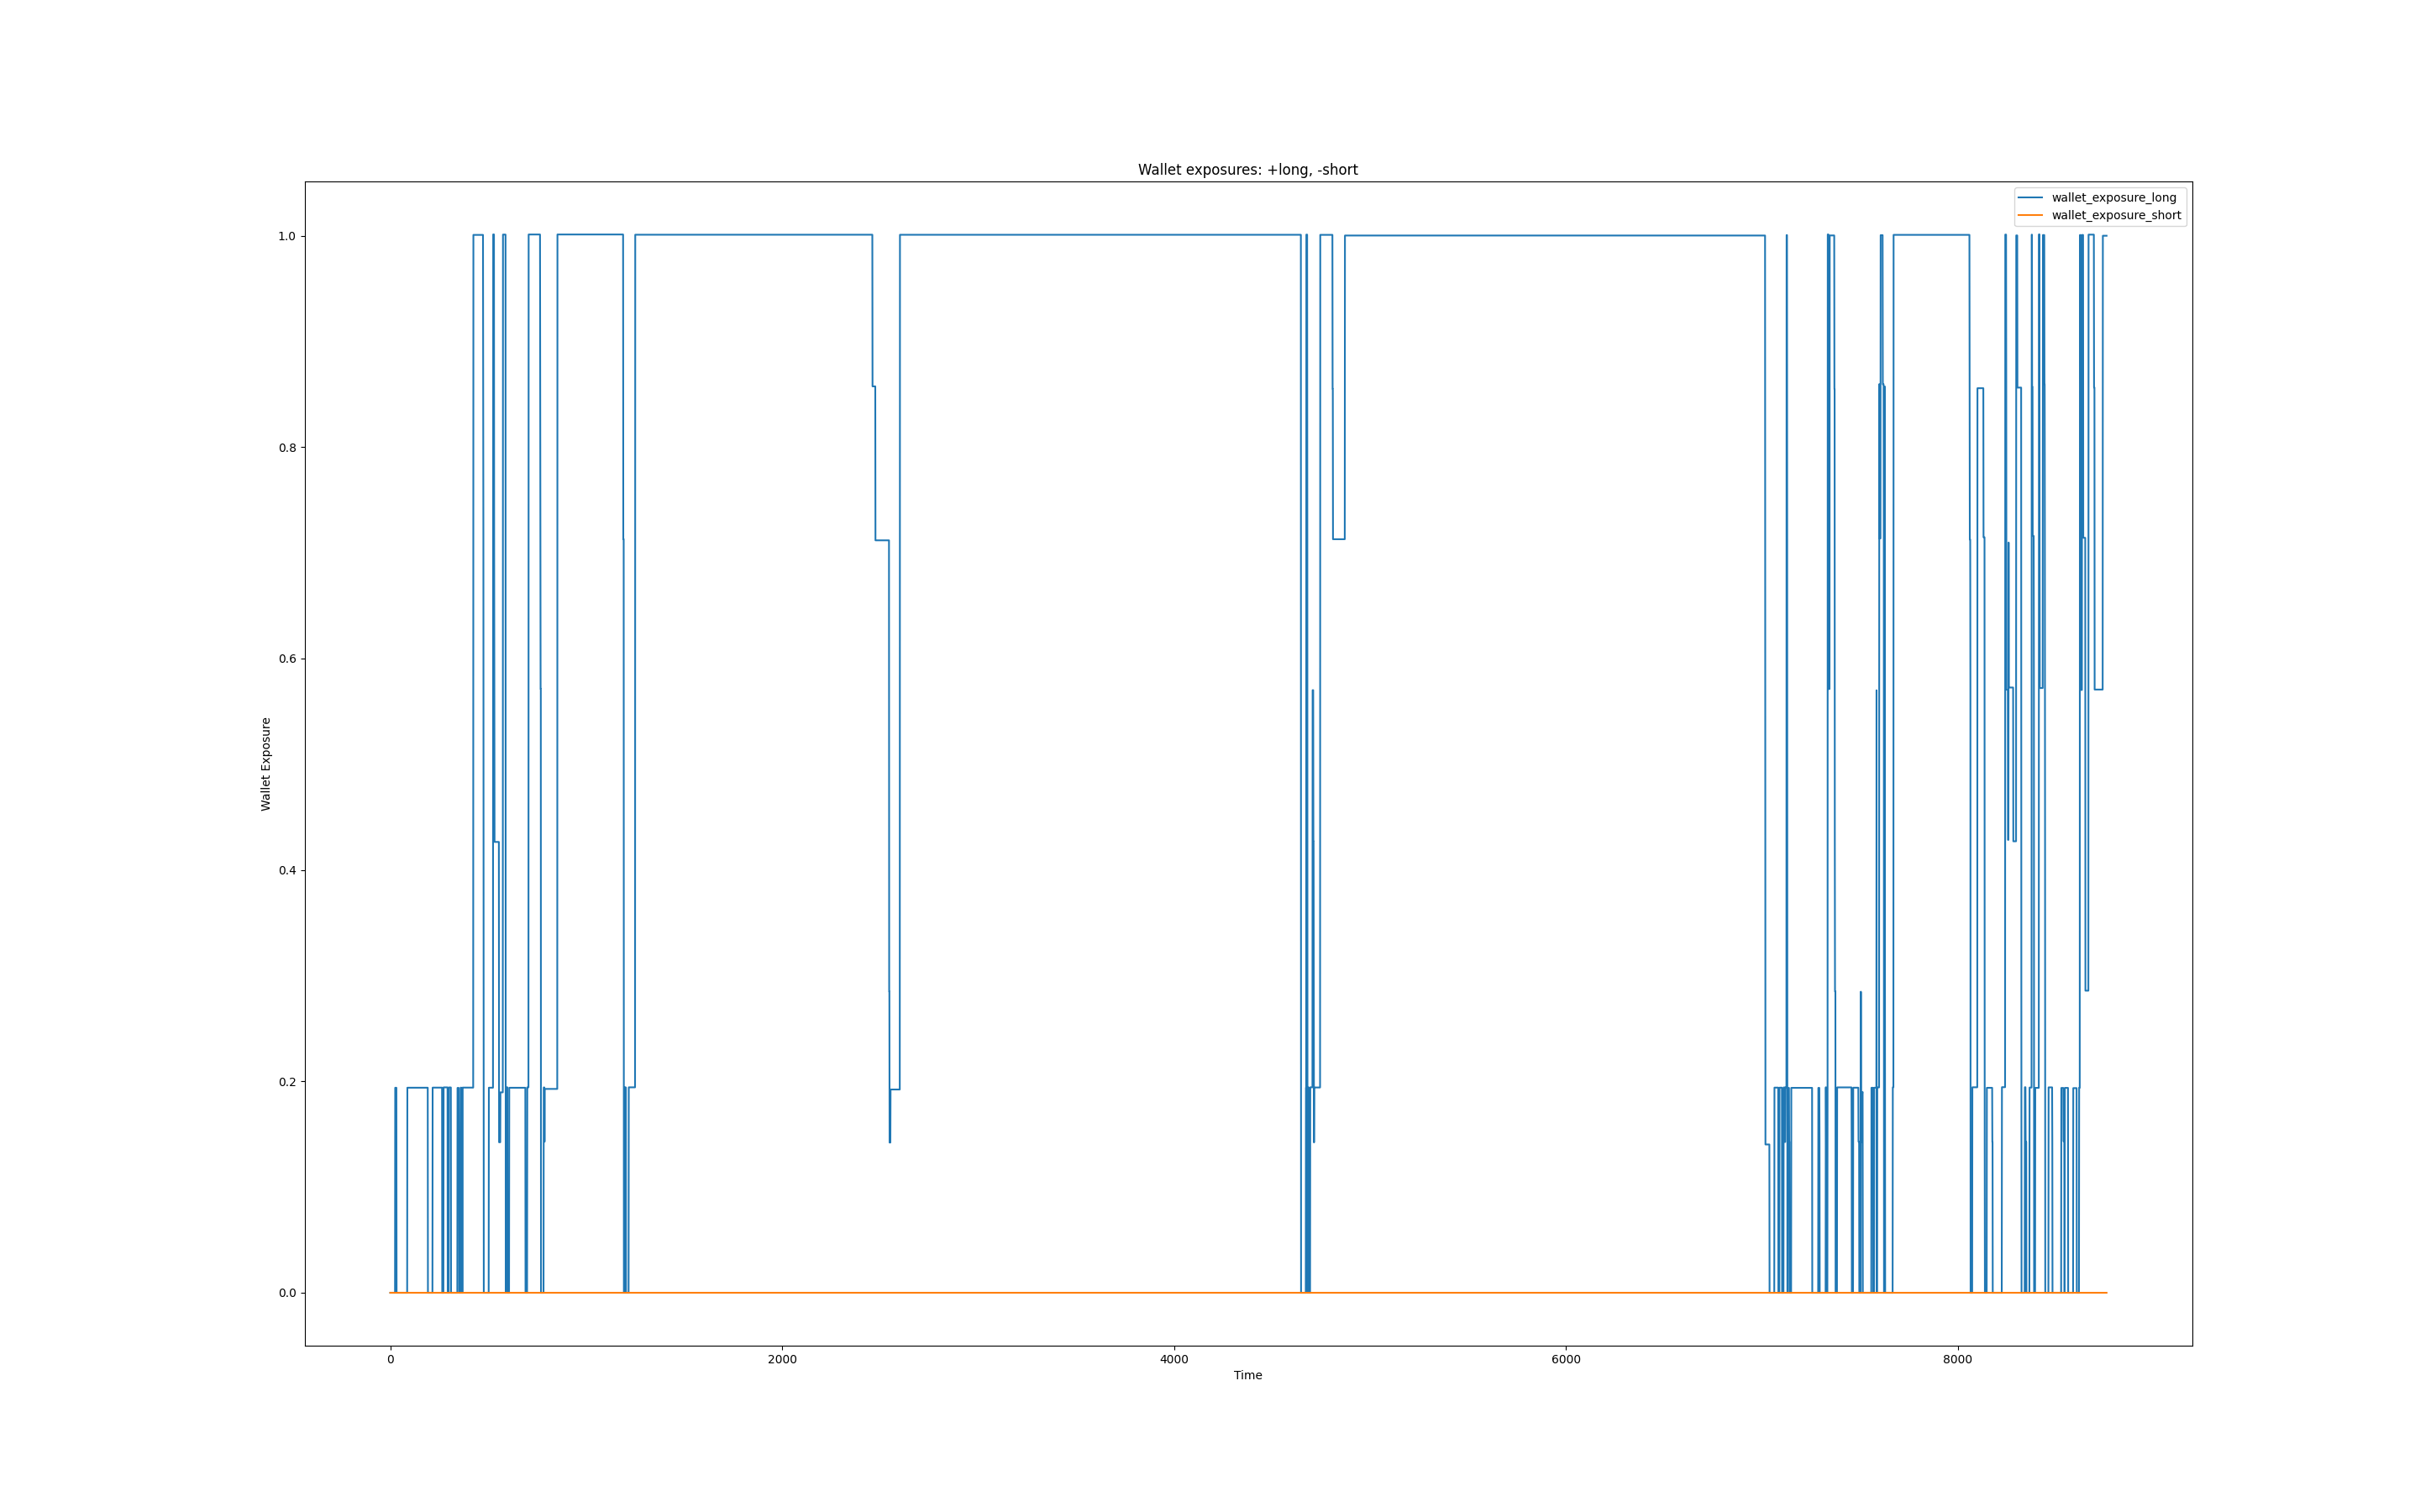 Wallet exposures: +long, -short
wallet_exposure_long
wallet_exposure_short
1.0
0.8
0.6
0.4
0.2
0.0
Wallet Exposure
0 2000 4000 6000 8000
Time